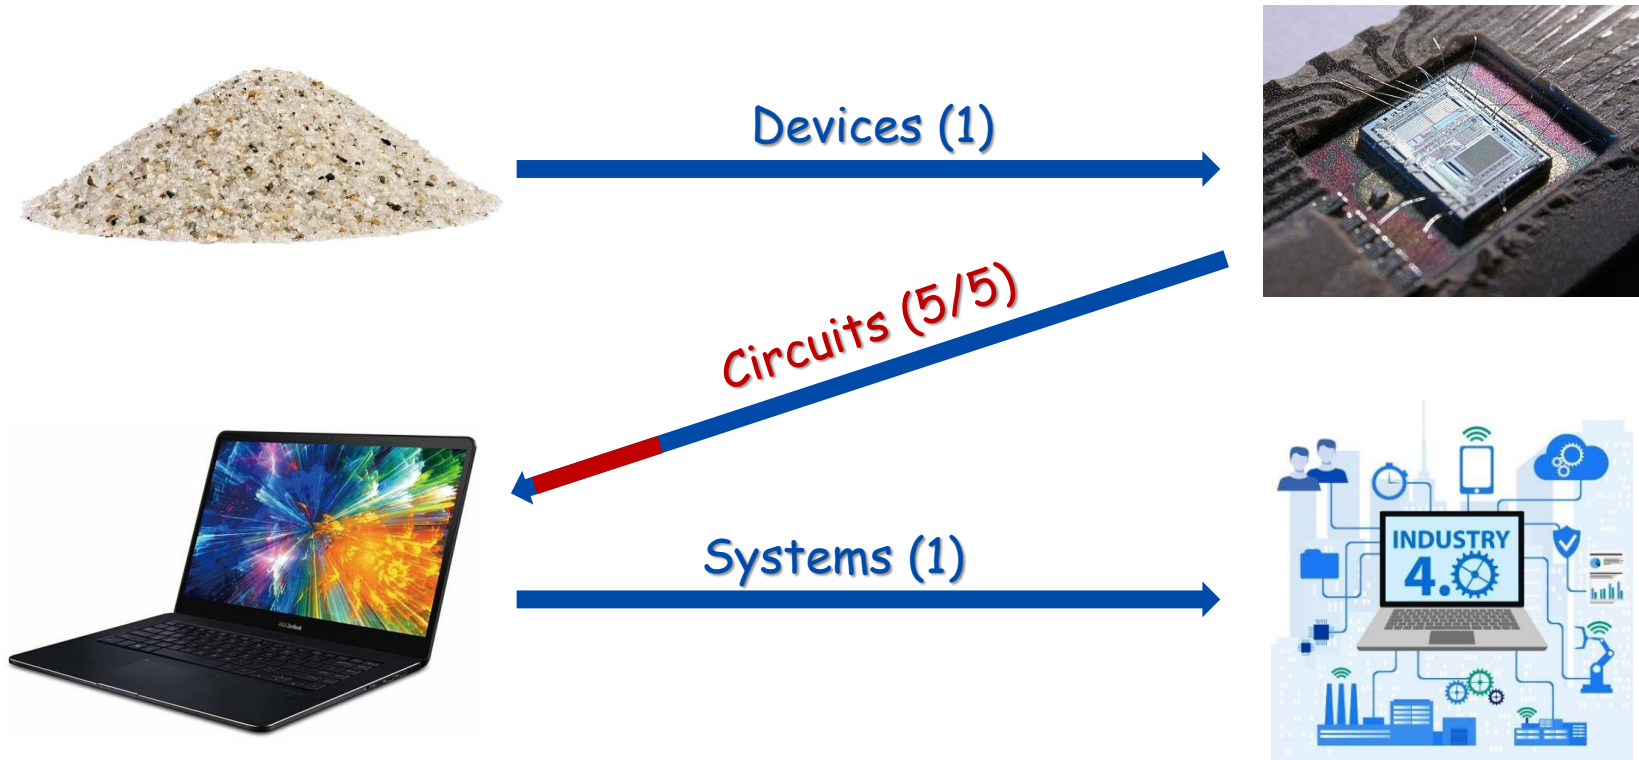 Devices (1)
Circuits (5/5)
Systems (1)
INDUSTRY
4.0